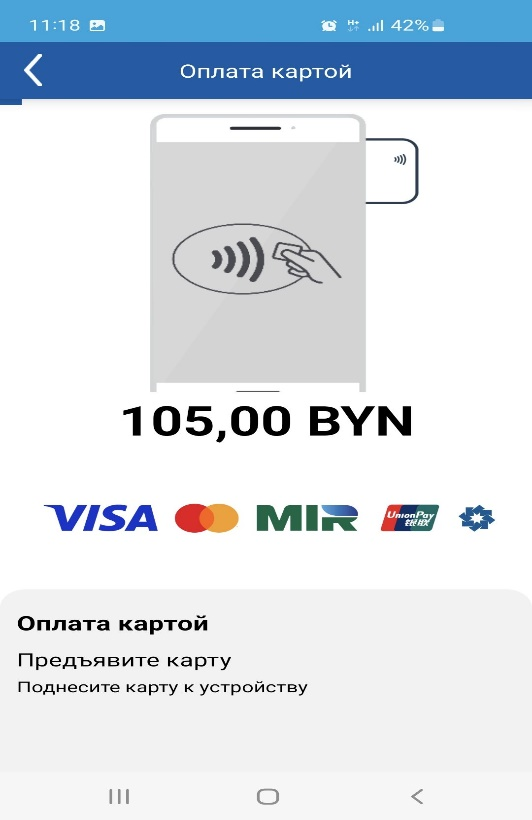 11:18 H+ 42%
Оплата картой
105,00 BYN
VISA MIR UnionPay
银联
Оплата картой
Предъявите карту
Поднесите карту к устройству